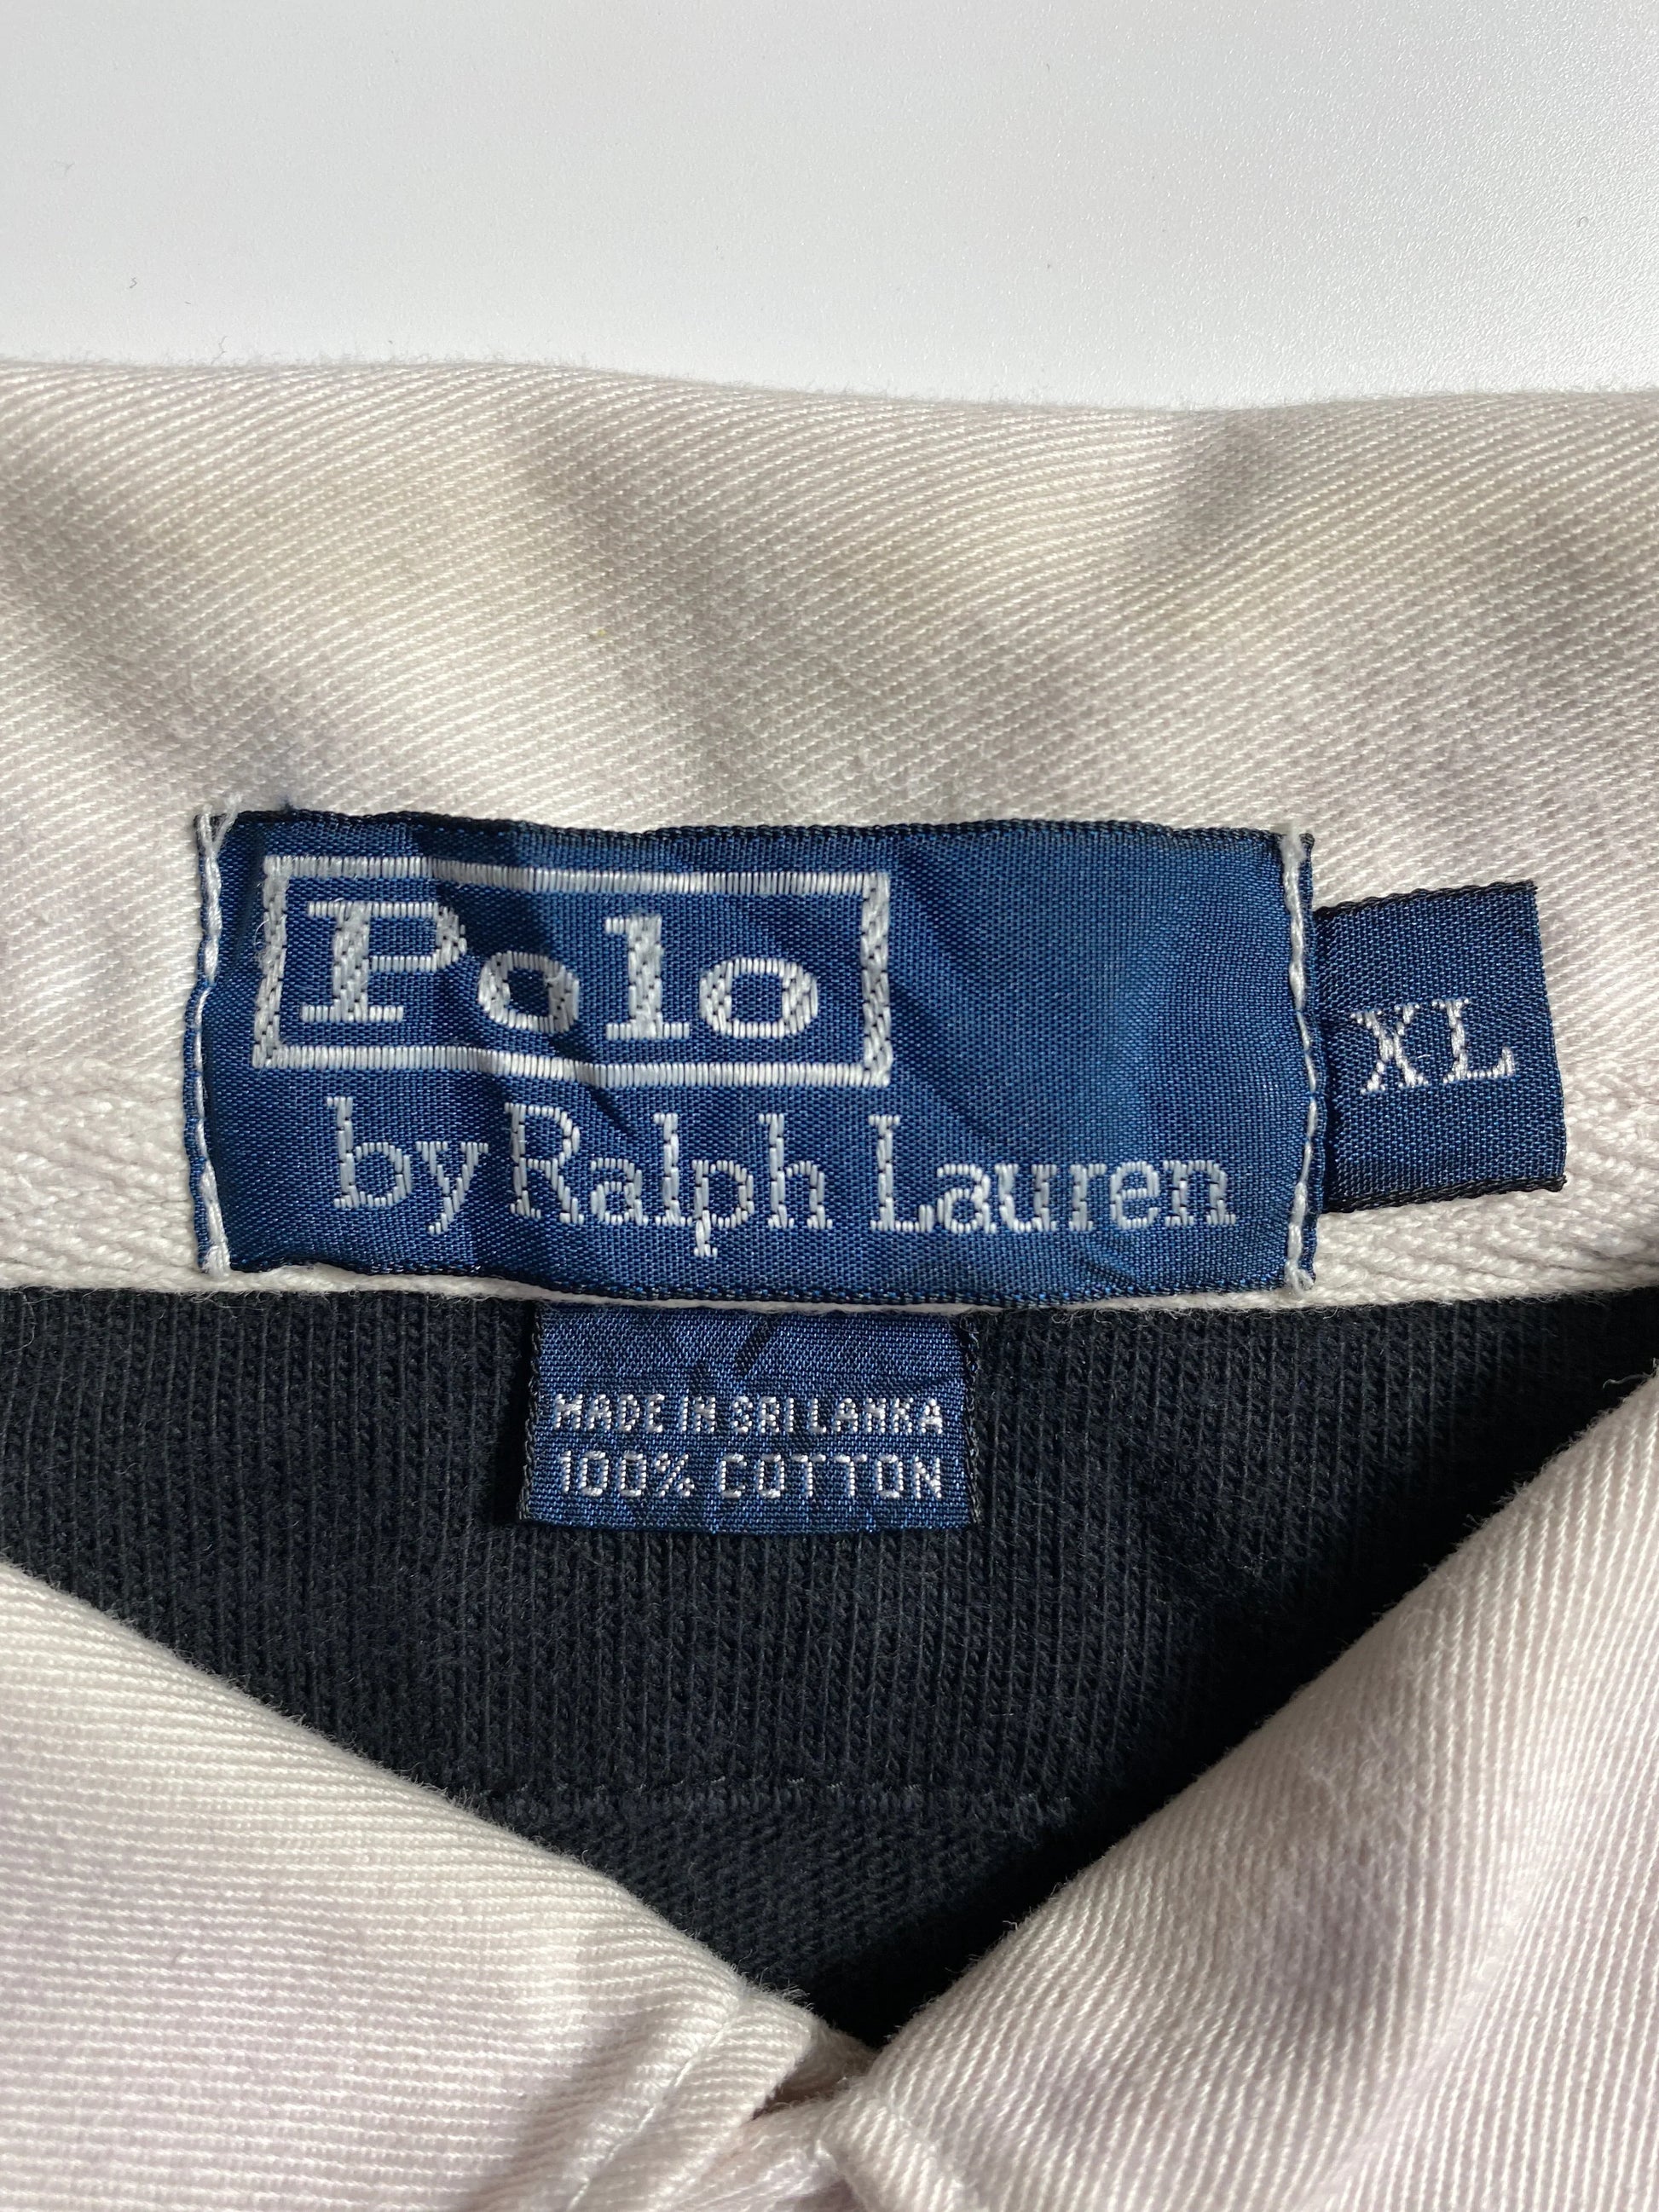 Polo
by Ralph Lauren
XL
MADE IN SRI LANKA
100% COTTON